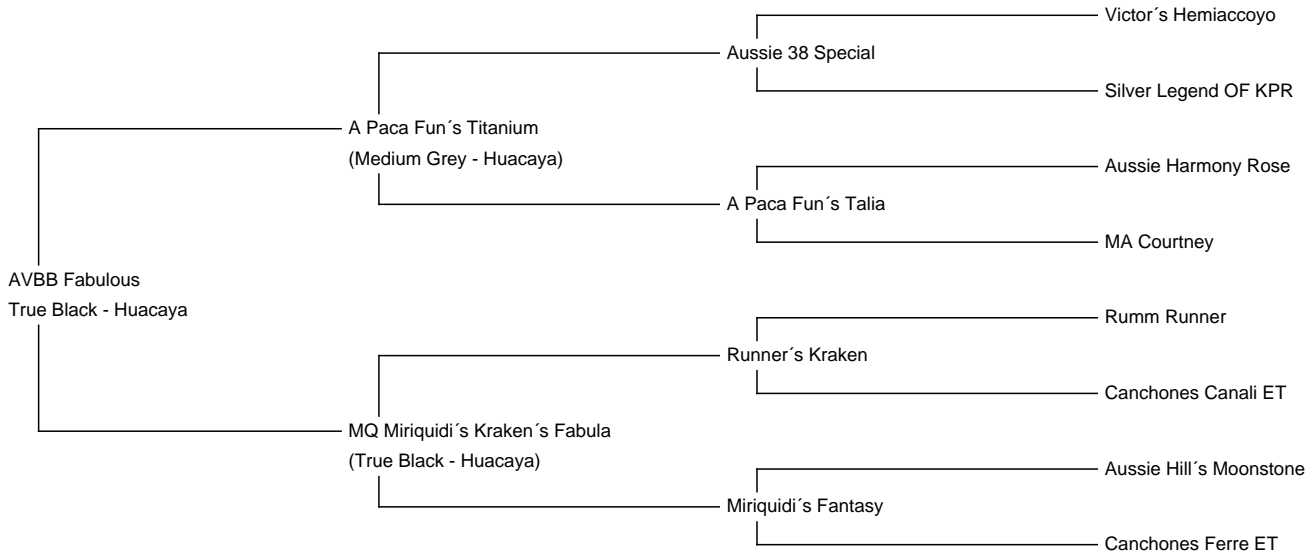 Victor´s Hemiaccoyo
Aussie 38 Special
Silver Legend OF KPR
A Paca Fun´s Titanium
(Medium Grey - Huacaya)
Aussie Harmony Rose
A Paca Fun´s Talia
MA Courtney
AVBB Fabulous
True Black - Huacaya
Rumm Runner
Runner´s Kraken
Canchones Canali ET
MQ Miriquidi´s Kraken´s Fabula
(True Black - Huacaya)
Aussie Hill´s Moonstone
Miriquidi´s Fantasy
Canchones Ferre ET